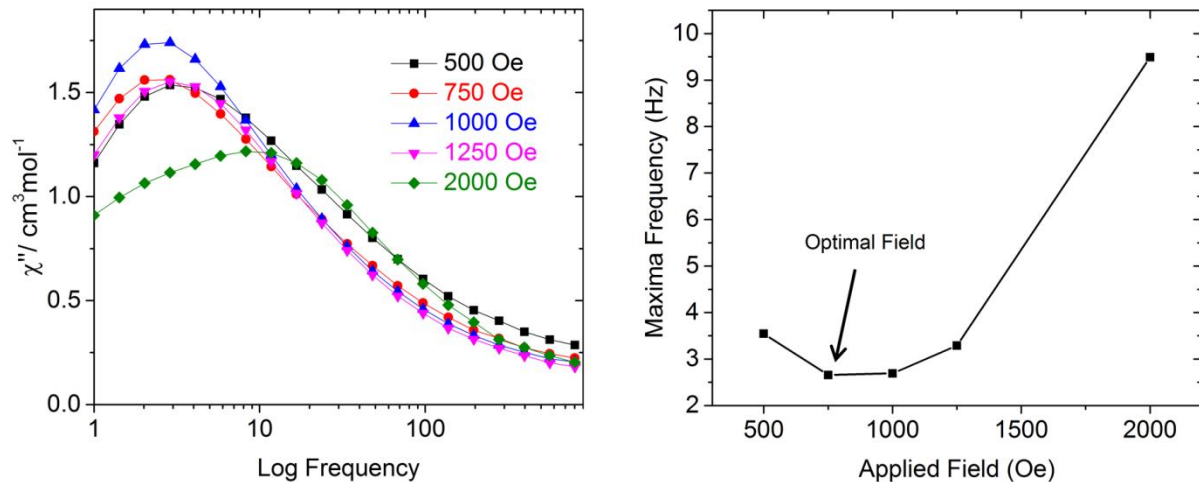 1.5
1.0
0.5
0.0
1
10
100
χ"/ cm³mol⁻¹
Log Frequency
500 Oe
750 Oe
1000 Oe
1250 Oe
2000 Oe
10
9
8
7
6
5
4
3
2
500
1000
1500
2000
Maxima Frequency (Hz)
Applied Field (Oe)
Optimal Field